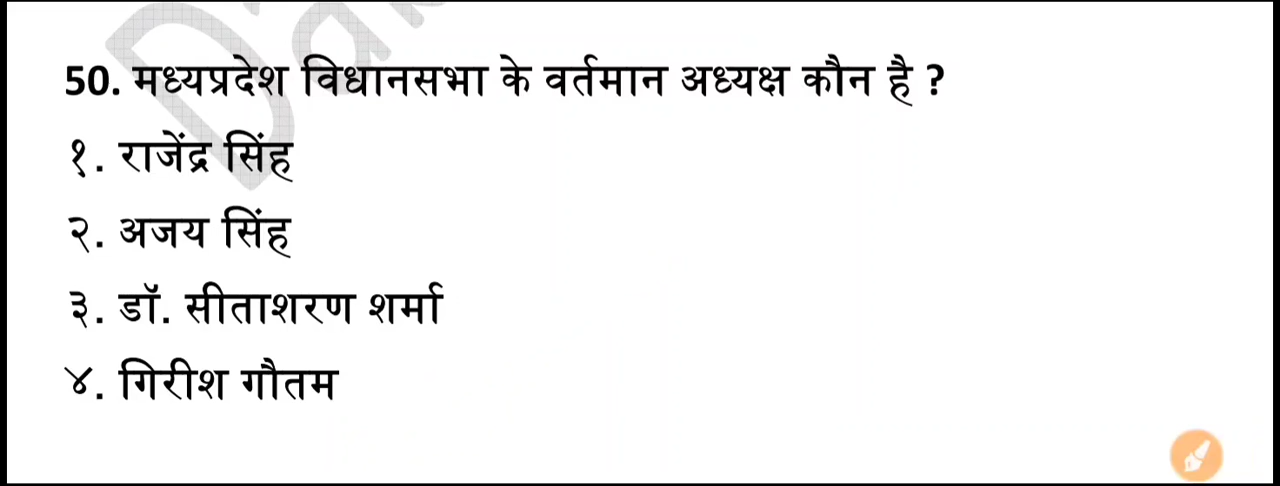 50. मध्यप्रदेश विधानसभा के वर्तमान अध्यक्ष कौन है ?
१. राजेंद्र सिंह
२. अजय सिंह
३. डॉ. सीताशरण शर्मा
४. गिरीश गौतम